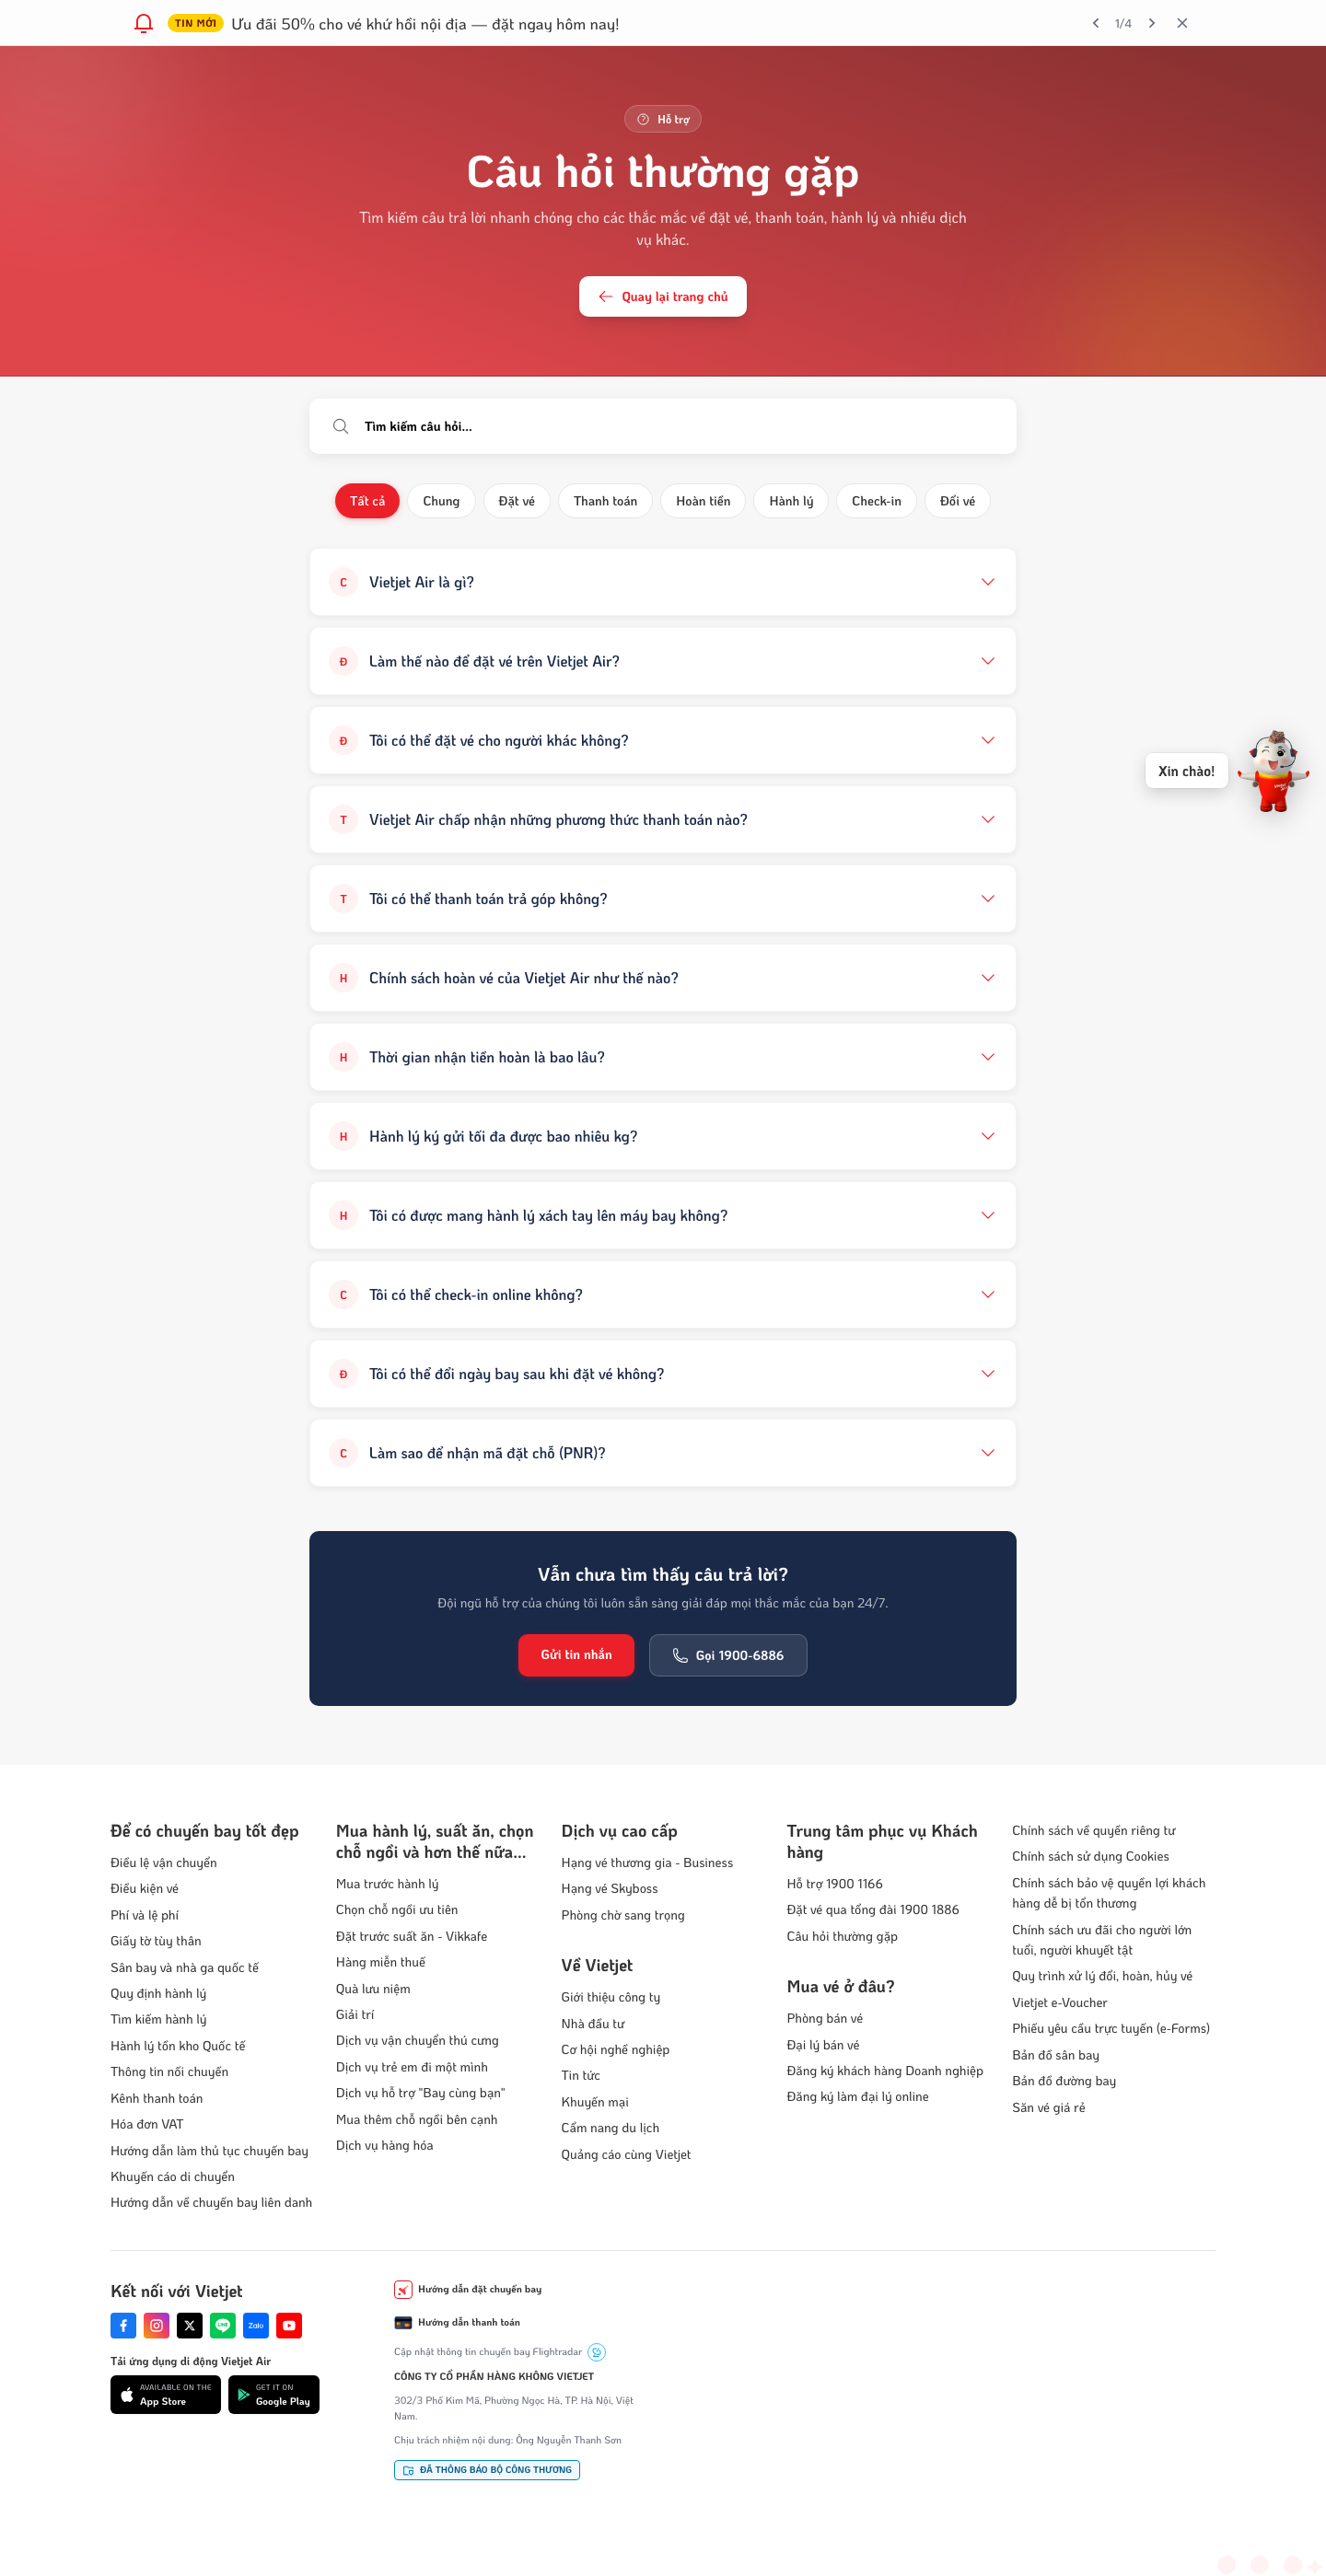 TIN MỚI Ưu đãi 50% cho vé khứ hồi nội địa — đặt ngay hôm nay! 1/4
Hỗ trợ
Câu hỏi thường gặp
Tìm kiếm câu trả lời nhanh chóng cho các thắc mắc về đặt vé, thanh toán, hành lý và nhiều dịch
vụ khác.
Quay lại trang chủ
Tìm kiếm câu hỏi...
Tất cả Chung Đặt vé Thanh toán Hoàn tiền Hành lý Check-in Đổi vé
C Vietjet Air là gì?
Đ Làm thế nào để đặt vé trên Vietjet Air?
Đ Tôi có thể đặt vé cho người khác không?
Xin chào!
T Vietjet Air chấp nhận những phương thức thanh toán nào?
T Tôi có thể thanh toán trả góp không?
H Chính sách hoàn vé của Vietjet Air như thế nào?
H Thời gian nhận tiền hoàn là bao lâu?
H Hành lý ký gửi tối đa được bao nhiêu kg?
H Tôi có được mang hành lý xách tay lên máy bay không?
C Tôi có thể check-in online không?
Đ Tôi có thể đổi ngày bay sau khi đặt vé không?
C Làm sao để nhận mã đặt chỗ (PNR)?
Vẫn chưa tìm thấy câu trả lời?
Đội ngũ hỗ trợ của chúng tôi luôn sẵn sàng giải đáp mọi thắc mắc của bạn 24/7.
Gửi tin nhắn Gọi 1900-6886
Để có chuyến bay tốt đẹp
Điều lệ vận chuyển
Điều kiện vé
Phí và lệ phí
Giấy tờ tùy thân
Sân bay và nhà ga quốc tế
Quy định hành lý
Tìm kiếm hành lý
Hành lý tồn kho Quốc tế
Thông tin nối chuyến
Kênh thanh toán
Hóa đơn VAT
Hướng dẫn làm thủ tục chuyến bay
Khuyến cáo di chuyển
Hướng dẫn về chuyến bay liên danh
Mua hành lý, suất ăn, chọn
chỗ ngồi và hơn thế nữa...
Mua trước hành lý
Chọn chỗ ngồi ưu tiên
Đặt trước suất ăn - Vikkafe
Hàng miễn thuế
Quà lưu niệm
Giải trí
Dịch vụ vận chuyển thú cưng
Dịch vụ trẻ em đi một mình
Dịch vụ hỗ trợ "Bay cùng bạn"
Mua thêm chỗ ngồi bên cạnh
Dịch vụ hàng hóa
Dịch vụ cao cấp
Hạng vé thương gia - Business
Hạng vé Skyboss
Phòng chờ sang trọng
Về Vietjet
Giới thiệu công ty
Nhà đầu tư
Cơ hội nghề nghiệp
Tin tức
Khuyến mại
Cẩm nang du lịch
Quảng cáo cùng Vietjet
Trung tâm phục vụ Khách
hàng
Hỗ trợ 1900 1166
Đặt vé qua tổng đài 1900 1886
Câu hỏi thường gặp
Mua vé ở đâu?
Phòng bán vé
Đại lý bán vé
Đăng ký khách hàng Doanh nghiệp
Đăng ký làm đại lý online
Chính sách về quyền riêng tư
Chính sách sử dụng Cookies
Chính sách bảo vệ quyền lợi khách
hàng dễ bị tổn thương
Chính sách ưu đãi cho người lớn
tuổi, người khuyết tật
Quy trình xử lý đổi, hoàn, hủy vé
Vietjet e-Voucher
Phiếu yêu cầu trực tuyến (e-Forms)
Bản đồ sân bay
Bản đồ đường bay
Săn vé giá rẻ
Kết nối với Vietjet
Zalo
Tải ứng dụng di động Vietjet Air
AVAILABLE ON THE
App Store
GET IT ON
Google Play
Hướng dẫn đặt chuyến bay
Hướng dẫn thanh toán
Cập nhật thông tin chuyến bay Flightradar
CÔNG TY CỔ PHẦN HÀNG KHÔNG VIETJET
302/3 Phố Kim Mã, Phường Ngọc Hà, TP. Hà Nội, Việt
Nam.
Chịu trách nhiệm nội dung: Ông Nguyễn Thanh Sơn
ĐÃ THÔNG BÁO BỘ CÔNG THƯƠNG